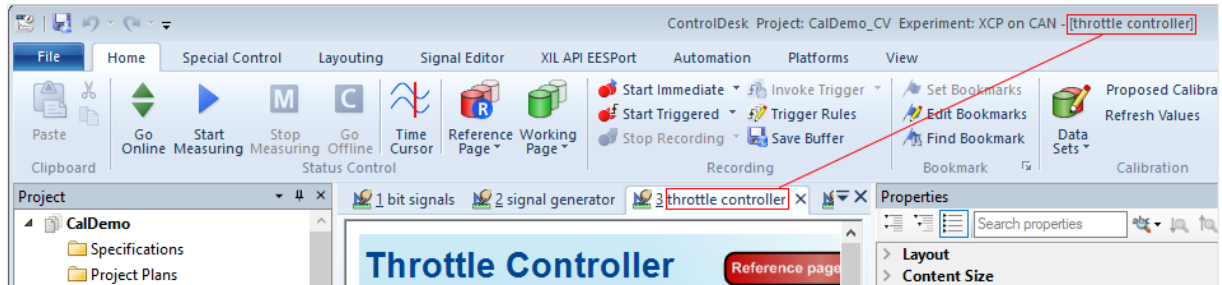 ControlDesk Project: CalDemo_CV Experiment: XCP on CAN - [throttle controller]
File Home Special Control Layouting Signal Editor XIL API EESPort Automation Platforms View
Paste
Clipboard
Go Online
Start Measuring
M
Stop Measuring
C
Go Offline
Time Cursor
R
Reference Page
Working Page
Status Control
Start Immediate
Start Triggered
Stop Recording
Invoke Trigger
Trigger Rules
Save Buffer
Recording
Set Bookmarks
Edit Bookmarks
Find Bookmark
Bookmark
Data Sets
Proposed Calibra
Refresh Values
Calibration
Project
CalDemo
Specifications
Project Plans
1 bit signals
2 signal generator
3 throttle controller
Throttle Controller
Reference page
Properties
Search properties
Layout
Content Size